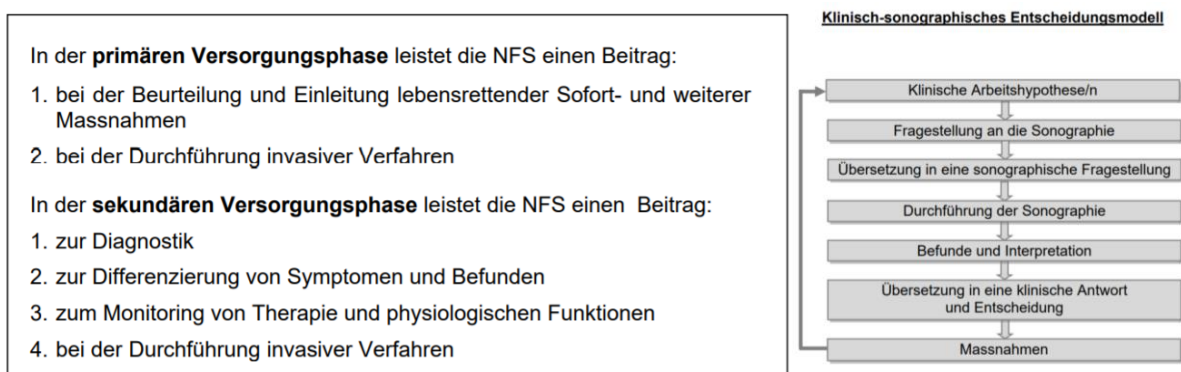 In der primären Versorgungsphase leistet die NFS einen Beitrag:
1. bei der Beurteilung und Einleitung lebensrettender Sofort- und weiterer
Massnahmen
2. bei der Durchführung invasiver Verfahren
In der sekundären Versorgungsphase leistet die NFS einen Beitrag:
1. zur Diagnostik
2. zur Differenzierung von Symptomen und Befunden
3. zum Monitoring von Therapie und physiologischen Funktionen
4. bei der Durchführung invasiver Verfahren
Klinisch-sonographisches Entscheidungsmodell
Klinische Arbeitshypothese/n
Fragestellung an die Sonographie
Übersetzung in eine sonographische Fragestellung
Durchführung der Sonographie
Befunde und Interpretation
Übersetzung in eine klinische Antwort
und Entscheidung
Massnahmen